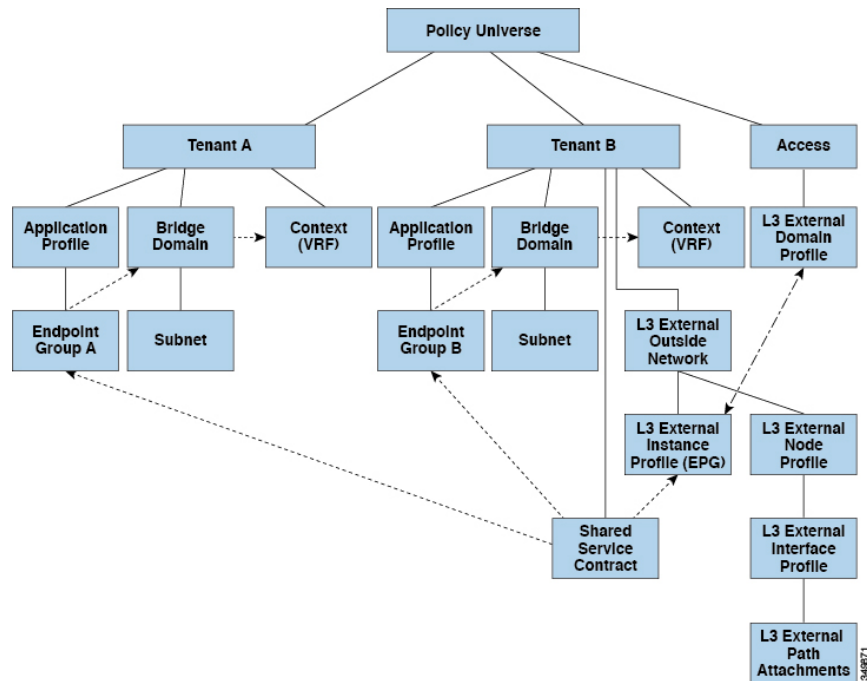 Policy Universe
Tenant A
Tenant B
Access
Application
Profile
Bridge
Domain
Context
(VRF)
Application
Profile
Bridge
Domain
Context
(VRF)
L3 External
Domain
Profile
Endpoint
Group A
Subnet
Endpoint
Group B
Subnet
L3 External
Outside
Network
L3 External
Instance
Profile (EPG)
L3 External
Node
Profile
Shared
Service
Contract
L3 External
Interface
Profile
L3 External
Path
Attachments
349671